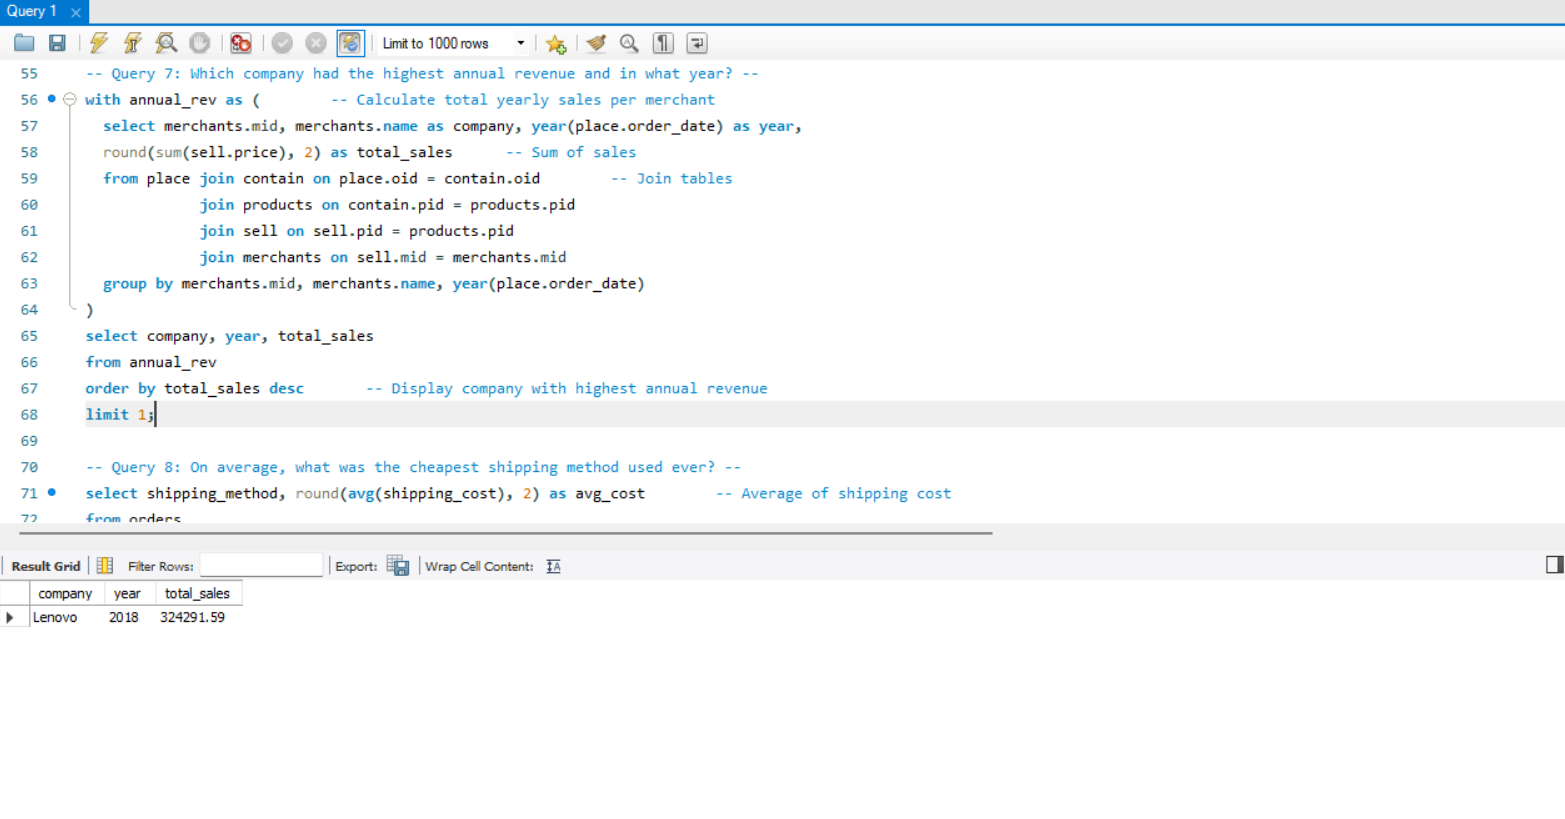 Query 1
Limit to 1000 rows
55 -- Query 7: Which company had the highest annual revenue and in what year? --
56 with annual_rev as ( -- Calculate total yearly sales per merchant
57 select merchants.mid, merchants.name as company, year(place.order_date) as year,
58 round(sum(sell.price), 2) as total_sales -- Sum of sales
59 from place join contain on place.oid = contain.oid -- Join tables
60 join products on contain.pid = products.pid
61 join sell on sell.pid = products.pid
62 join merchants on sell.mid = merchants.mid
63 group by merchants.mid, merchants.name, year(place.order_date)
64 )
65 select company, year, total_sales
66 from annual_rev
67 order by total_sales desc -- Display company with highest annual revenue
68 limit 1;
69
70 -- Query 8: On average, what was the cheapest shipping method used ever? --
71 select shipping_method, round(avg(shipping_cost), 2) as avg_cost -- Average of shipping cost
72 from orders
Result Grid Filter Rows: Export: Wrap Cell Content:
company year total_sales
Lenovo 2018 324291.59